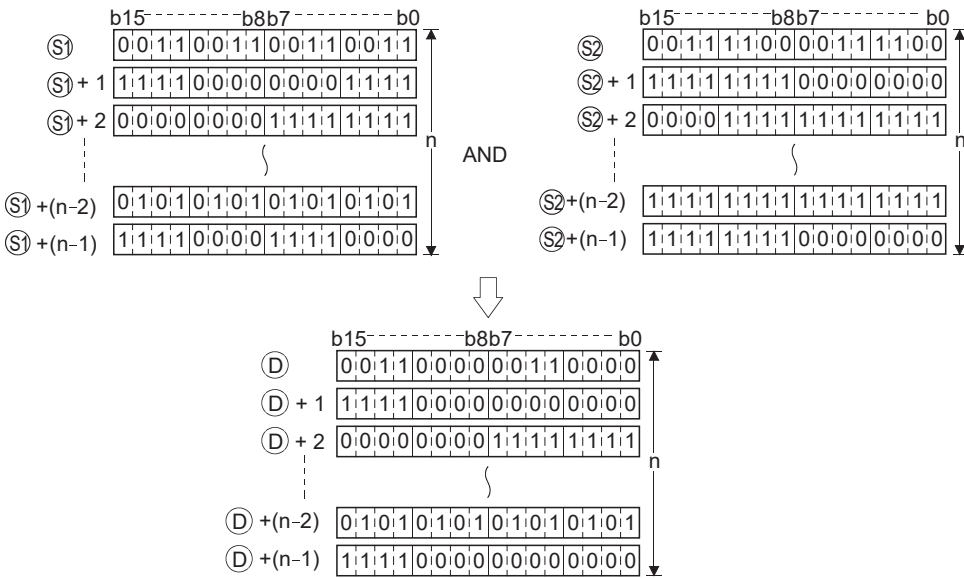 b15 b8b7 b0
S1 0011001100110011
S1 + 1 1111000000001111
S1 + 2 0000000011111111
n
S1 +(n-2) 0101010101010101
S1 +(n-1) 1111000011110000
AND
b15 b8b7 b0
S2 0011110000111100
S2 + 1 1111111100000000
S2 + 2 0000111111111111
n
S2 +(n-2) 1111111111111111
S2 +(n-1) 1111111100000000
b15 b8b7 b0
D 0011000000110000
D + 1 1111000000000000
D + 2 0000000011111111
n
D +(n-2) 0101010101010101
D +(n-1) 1111000000000000